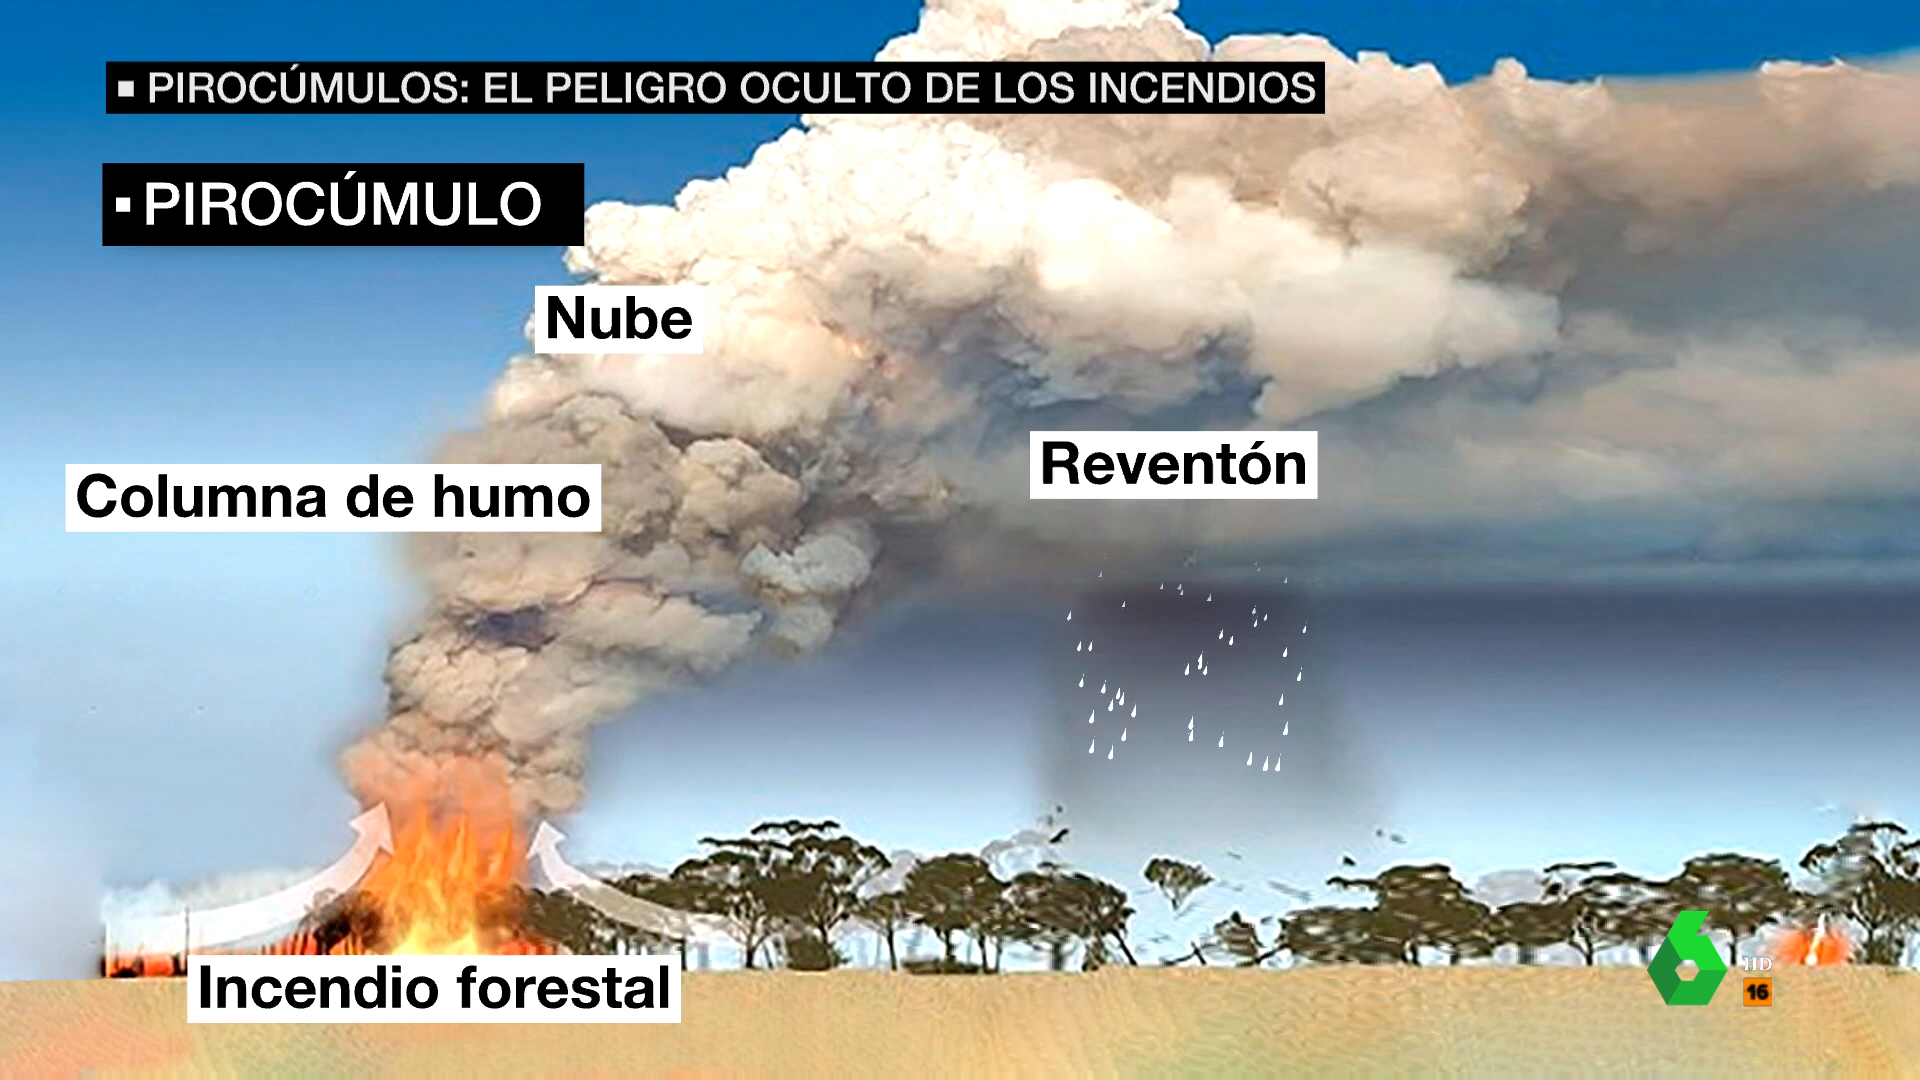 ▪ PIROCÚMULOS: EL PELIGRO OCULTO DE LOS INCENDIOS
▪ PIROCÚMULO
Nube
Reventón
Columna de humo
Incendio forestal
HD
16